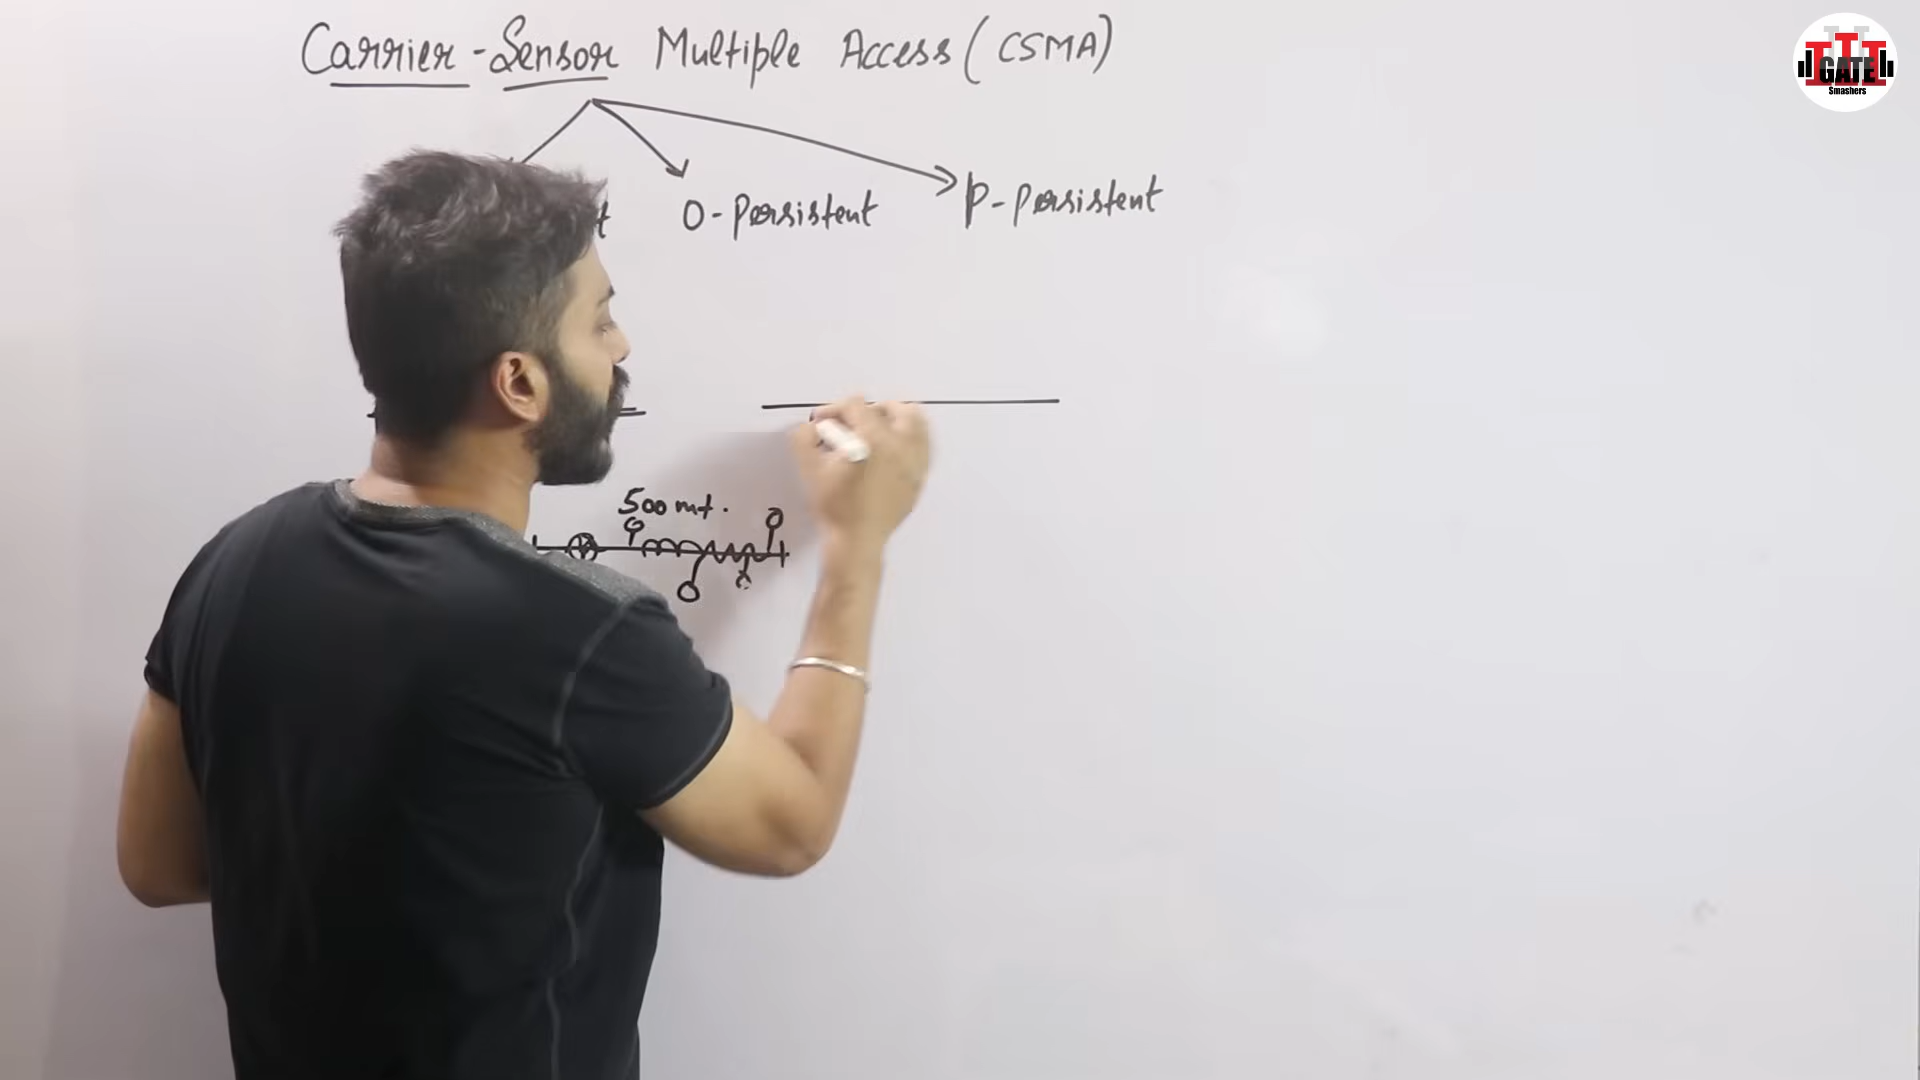 Carrier-Sensor Multiple Access (CSMA)
0-Persistent P-Persistent
500 mt.
GATE
Smashers